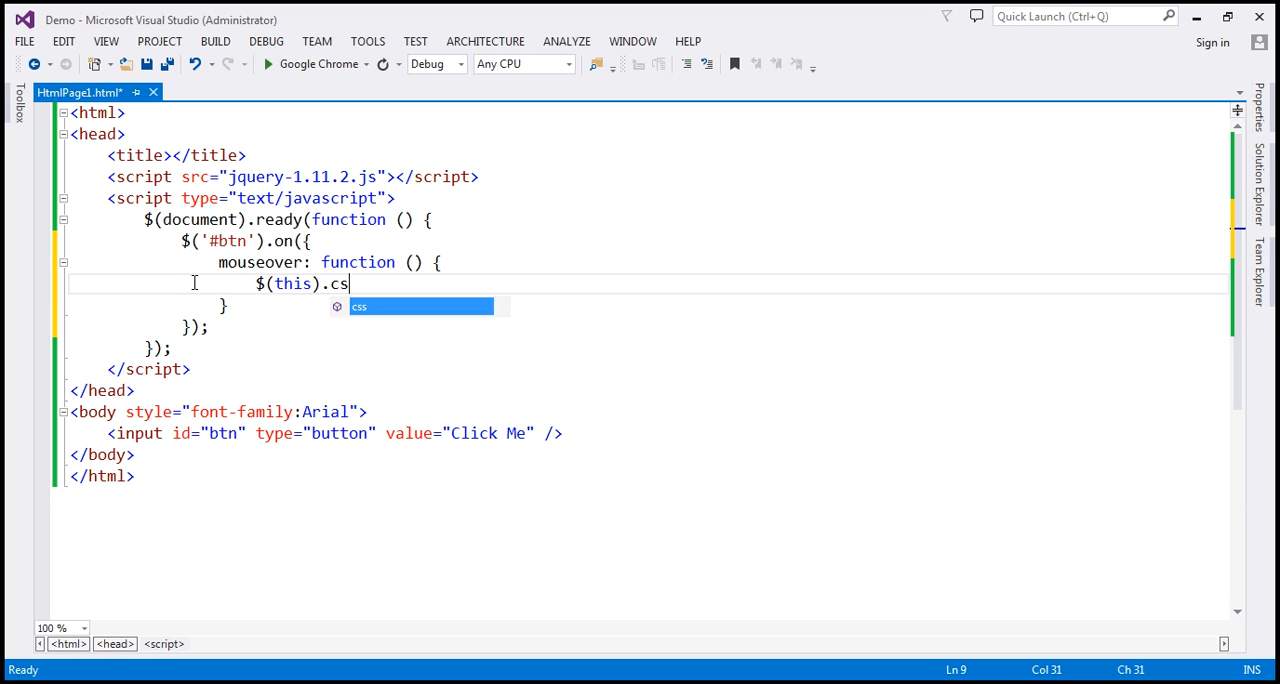 Demo - Microsoft Visual Studio (Administrator)
Quick Launch (Ctrl+Q)
FILE EDIT VIEW PROJECT BUILD DEBUG TEAM TOOLS TEST ARCHITECTURE ANALYZE WINDOW HELP
Sign in
Google Chrome Debug Any CPU
Toolbox
HtmlPage1.html*
Properties
Solution Explorer
Team Explorer
<html>
<head>
<title></title>
<script src="jquery-1.11.2.js"></script>
<script type="text/javascript">
$(document).ready(function () {
$('#btn').on({
mouseover: function () {
$(this).cs
css
}
});
});
</script>
</head>
<body style="font-family:Arial">
<input id="btn" type="button" value="Click Me" />
</body>
</html>
100 %
<html> <head> <script>
Ready Ln 9 Col 31 Ch 31 INS